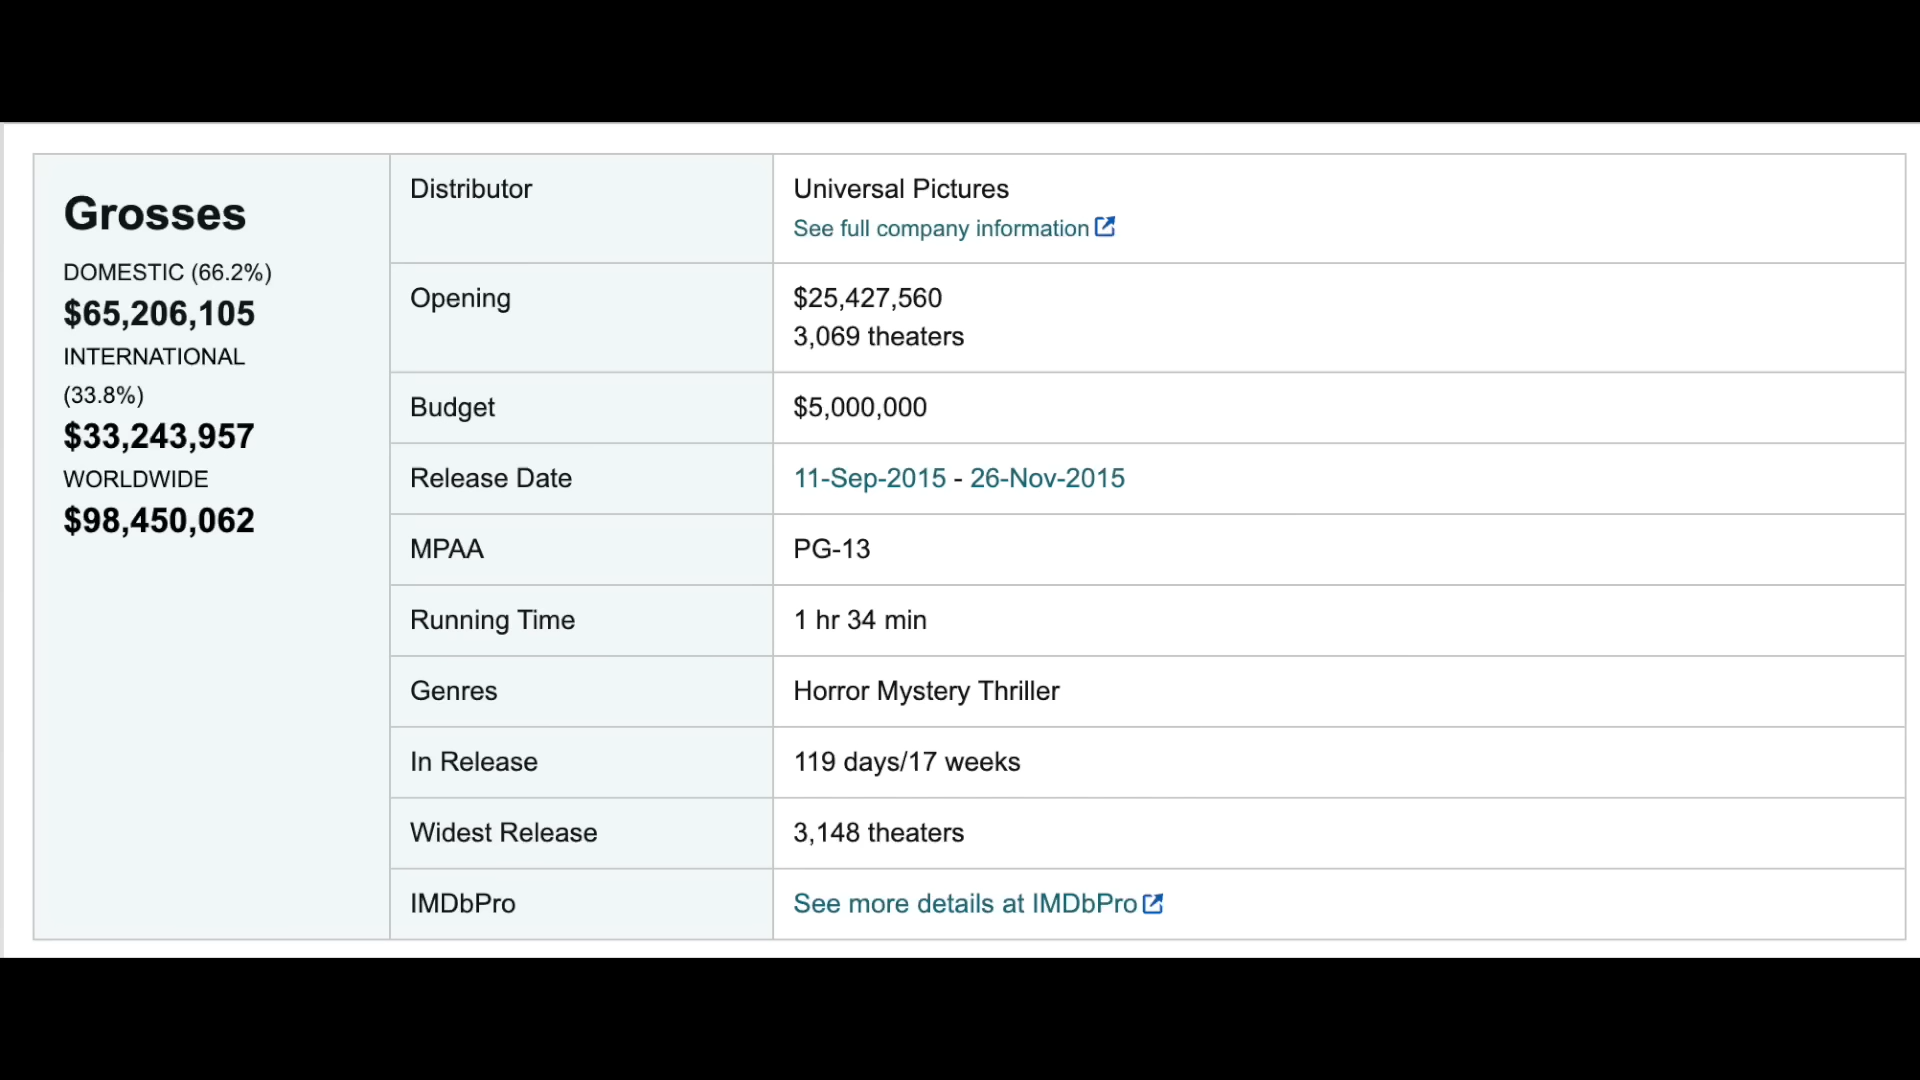 Grosses
DOMESTIC (66.2%)
$65,206,105
INTERNATIONAL
(33.8%)
$33,243,957
WORLDWIDE
$98,450,062
Distributor
Universal Pictures
See full company information
Opening
$25,427,560
3,069 theaters
Budget
$5,000,000
Release Date
11-Sep-2015 - 26-Nov-2015
MPAA
PG-13
Running Time
1 hr 34 min
Genres
Horror Mystery Thriller
In Release
119 days/17 weeks
Widest Release
3,148 theaters
IMDbPro
See more details at IMDbPro